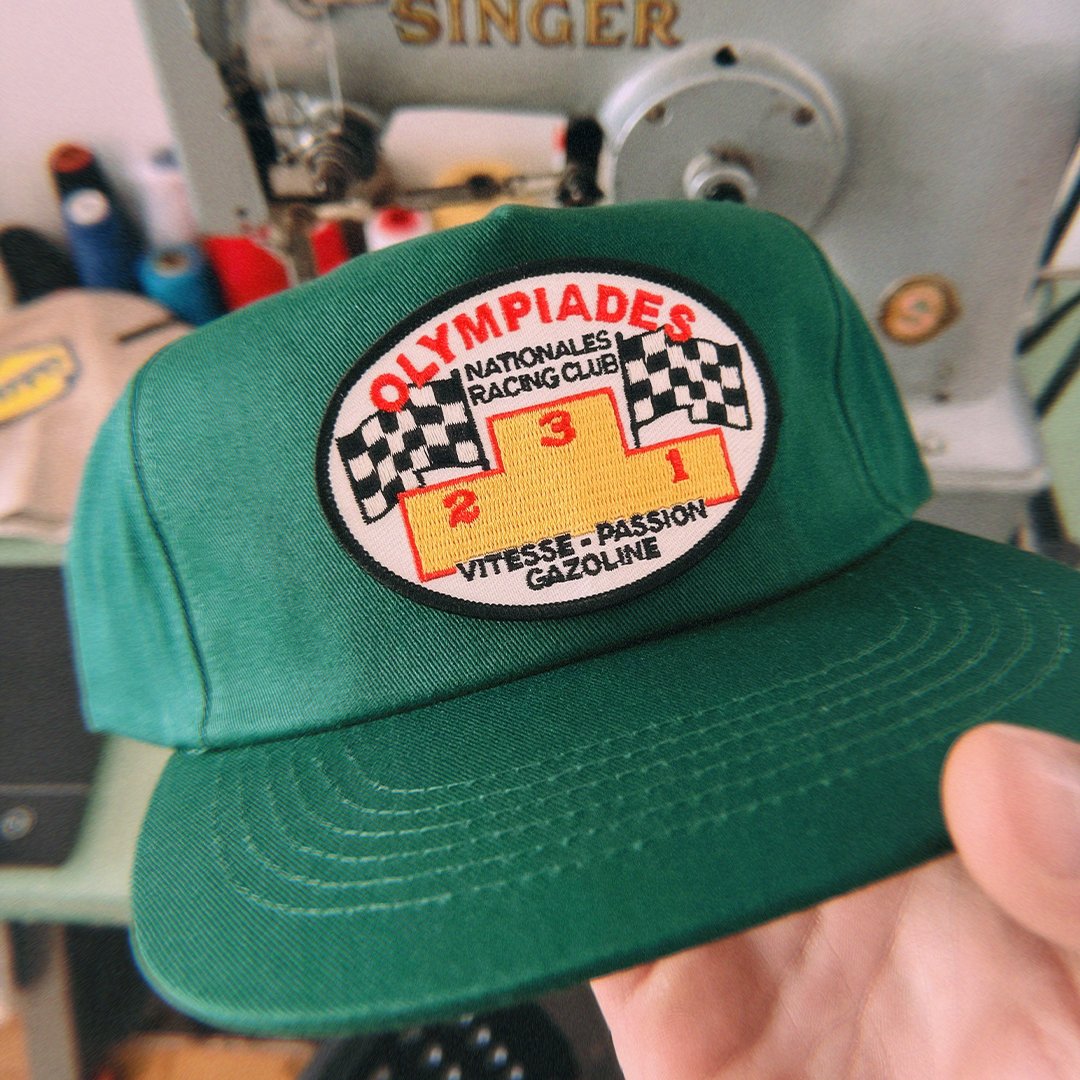 SINGER
OLYMPIADES
NATIONALES
RACING CLUB
3
2
1
VITESSE - PASSION
GAZOLINE